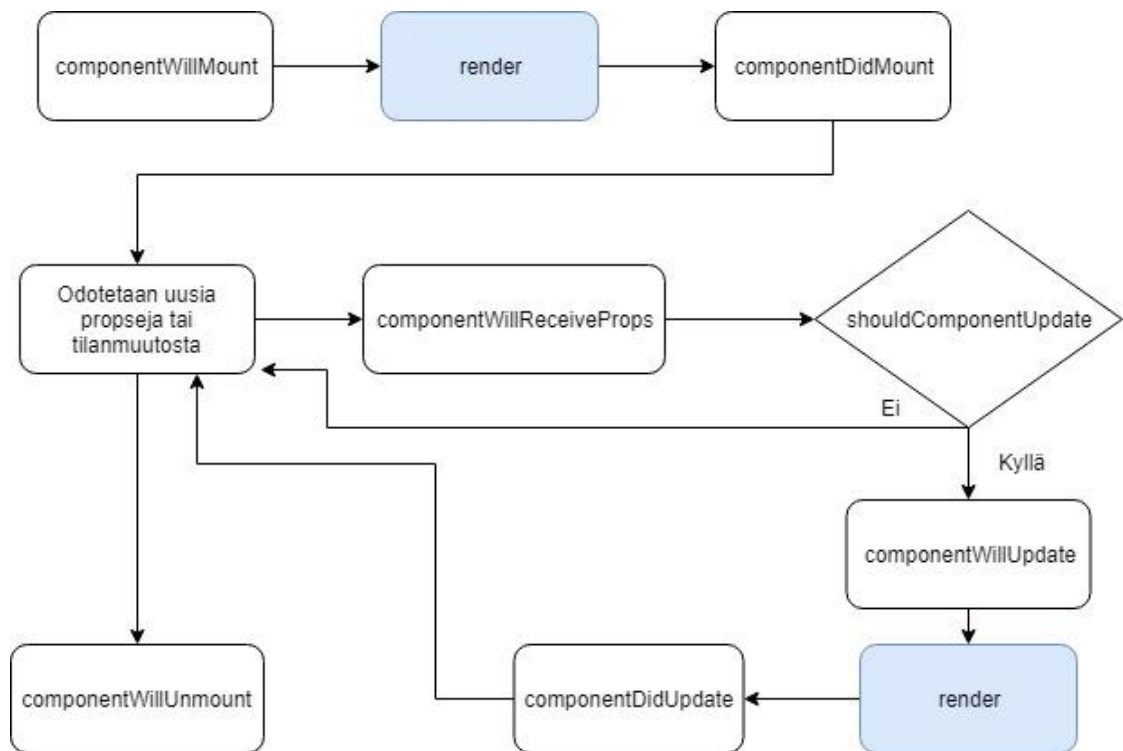 componentWillMount
render
componentDidMount
Odotetaan uusia
propseja tai
tilanmuutosta
componentWillReceiveProps
shouldComponentUpdate
Ei
Kyllä
componentWillUpdate
componentWillUnmount
componentDidUpdate
render